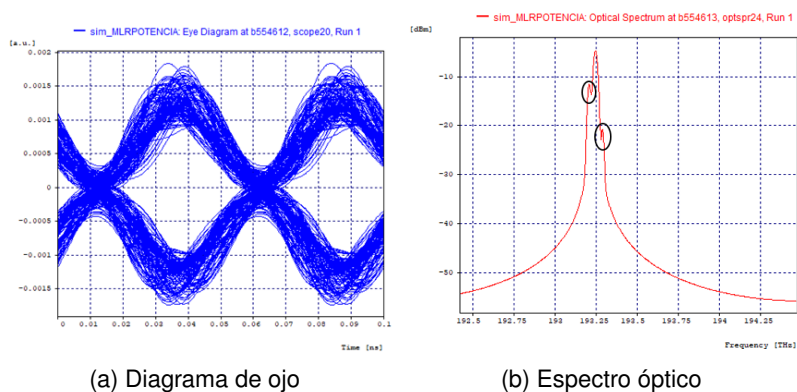 sim_MLRPOTENCIA: Eye Diagram at b554612, scope20, Run 1
[a.u.]
0.002
0.0015
0.001
0.0005
0
-0.0005
-0.001
-0.0015
0 0.01 0.02 0.03 0.04 0.05 0.06 0.07 0.08 0.09 0.1
Time [ns]
(a) Diagrama de ojo
sim_MLRPOTENCIA: Optical Spectrum at b554613, optspr24, Run 1
[dBm]
-10
-20
-30
-40
-50
192.5 192.75 193 193.25 193.5 193.75 194 194.25
Frequency [THz]
(b) Espectro óptico